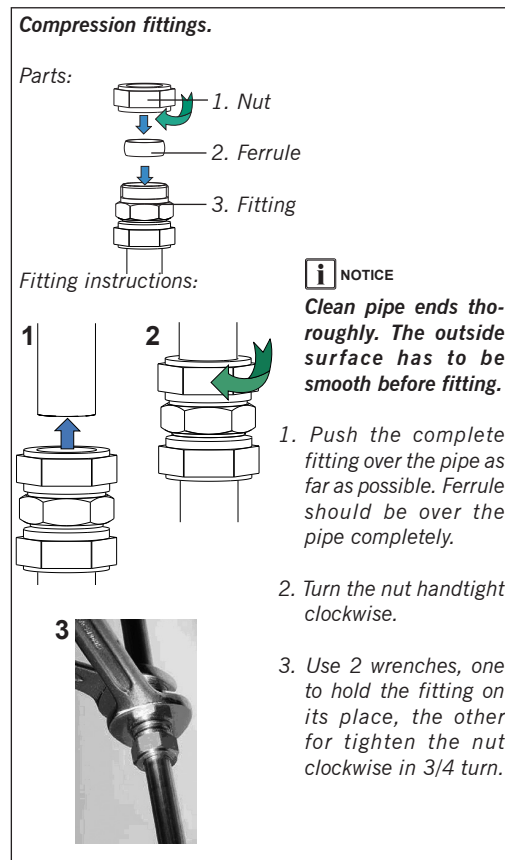 Compression fittings.
Parts:
1. Nut
2. Ferrule
3. Fitting
Fitting instructions:
1
2
3
i NOTICE
Clean pipe ends tho-
roughly. The outside
surface has to be
smooth before fitting.
1. Push the complete
fitting over the pipe as
far as possible. Ferrule
should be over the
pipe completely.
2. Turn the nut handtight
clockwise.
3. Use 2 wrenches, one
to hold the fitting on
its place, the other
for tighten the nut
clockwise in 3/4 turn.